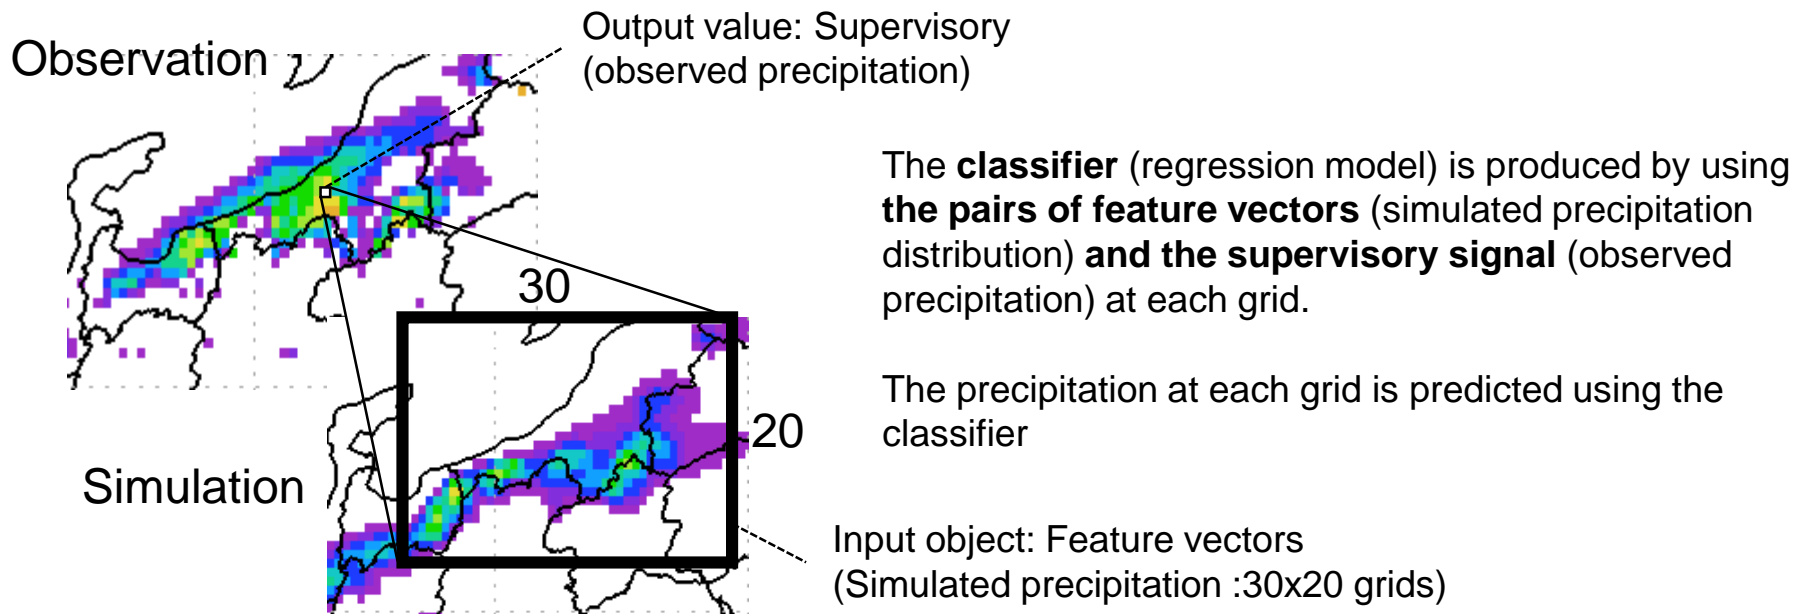 Observation
Output value: Supervisory
(observed precipitation)
The classifier (regression model) is produced by using
the pairs of feature vectors (simulated precipitation
distribution) and the supervisory signal (observed
precipitation) at each grid.
30
The precipitation at each grid is predicted using the
classifier
20
Simulation
Input object: Feature vectors
(Simulated precipitation :30x20 grids)